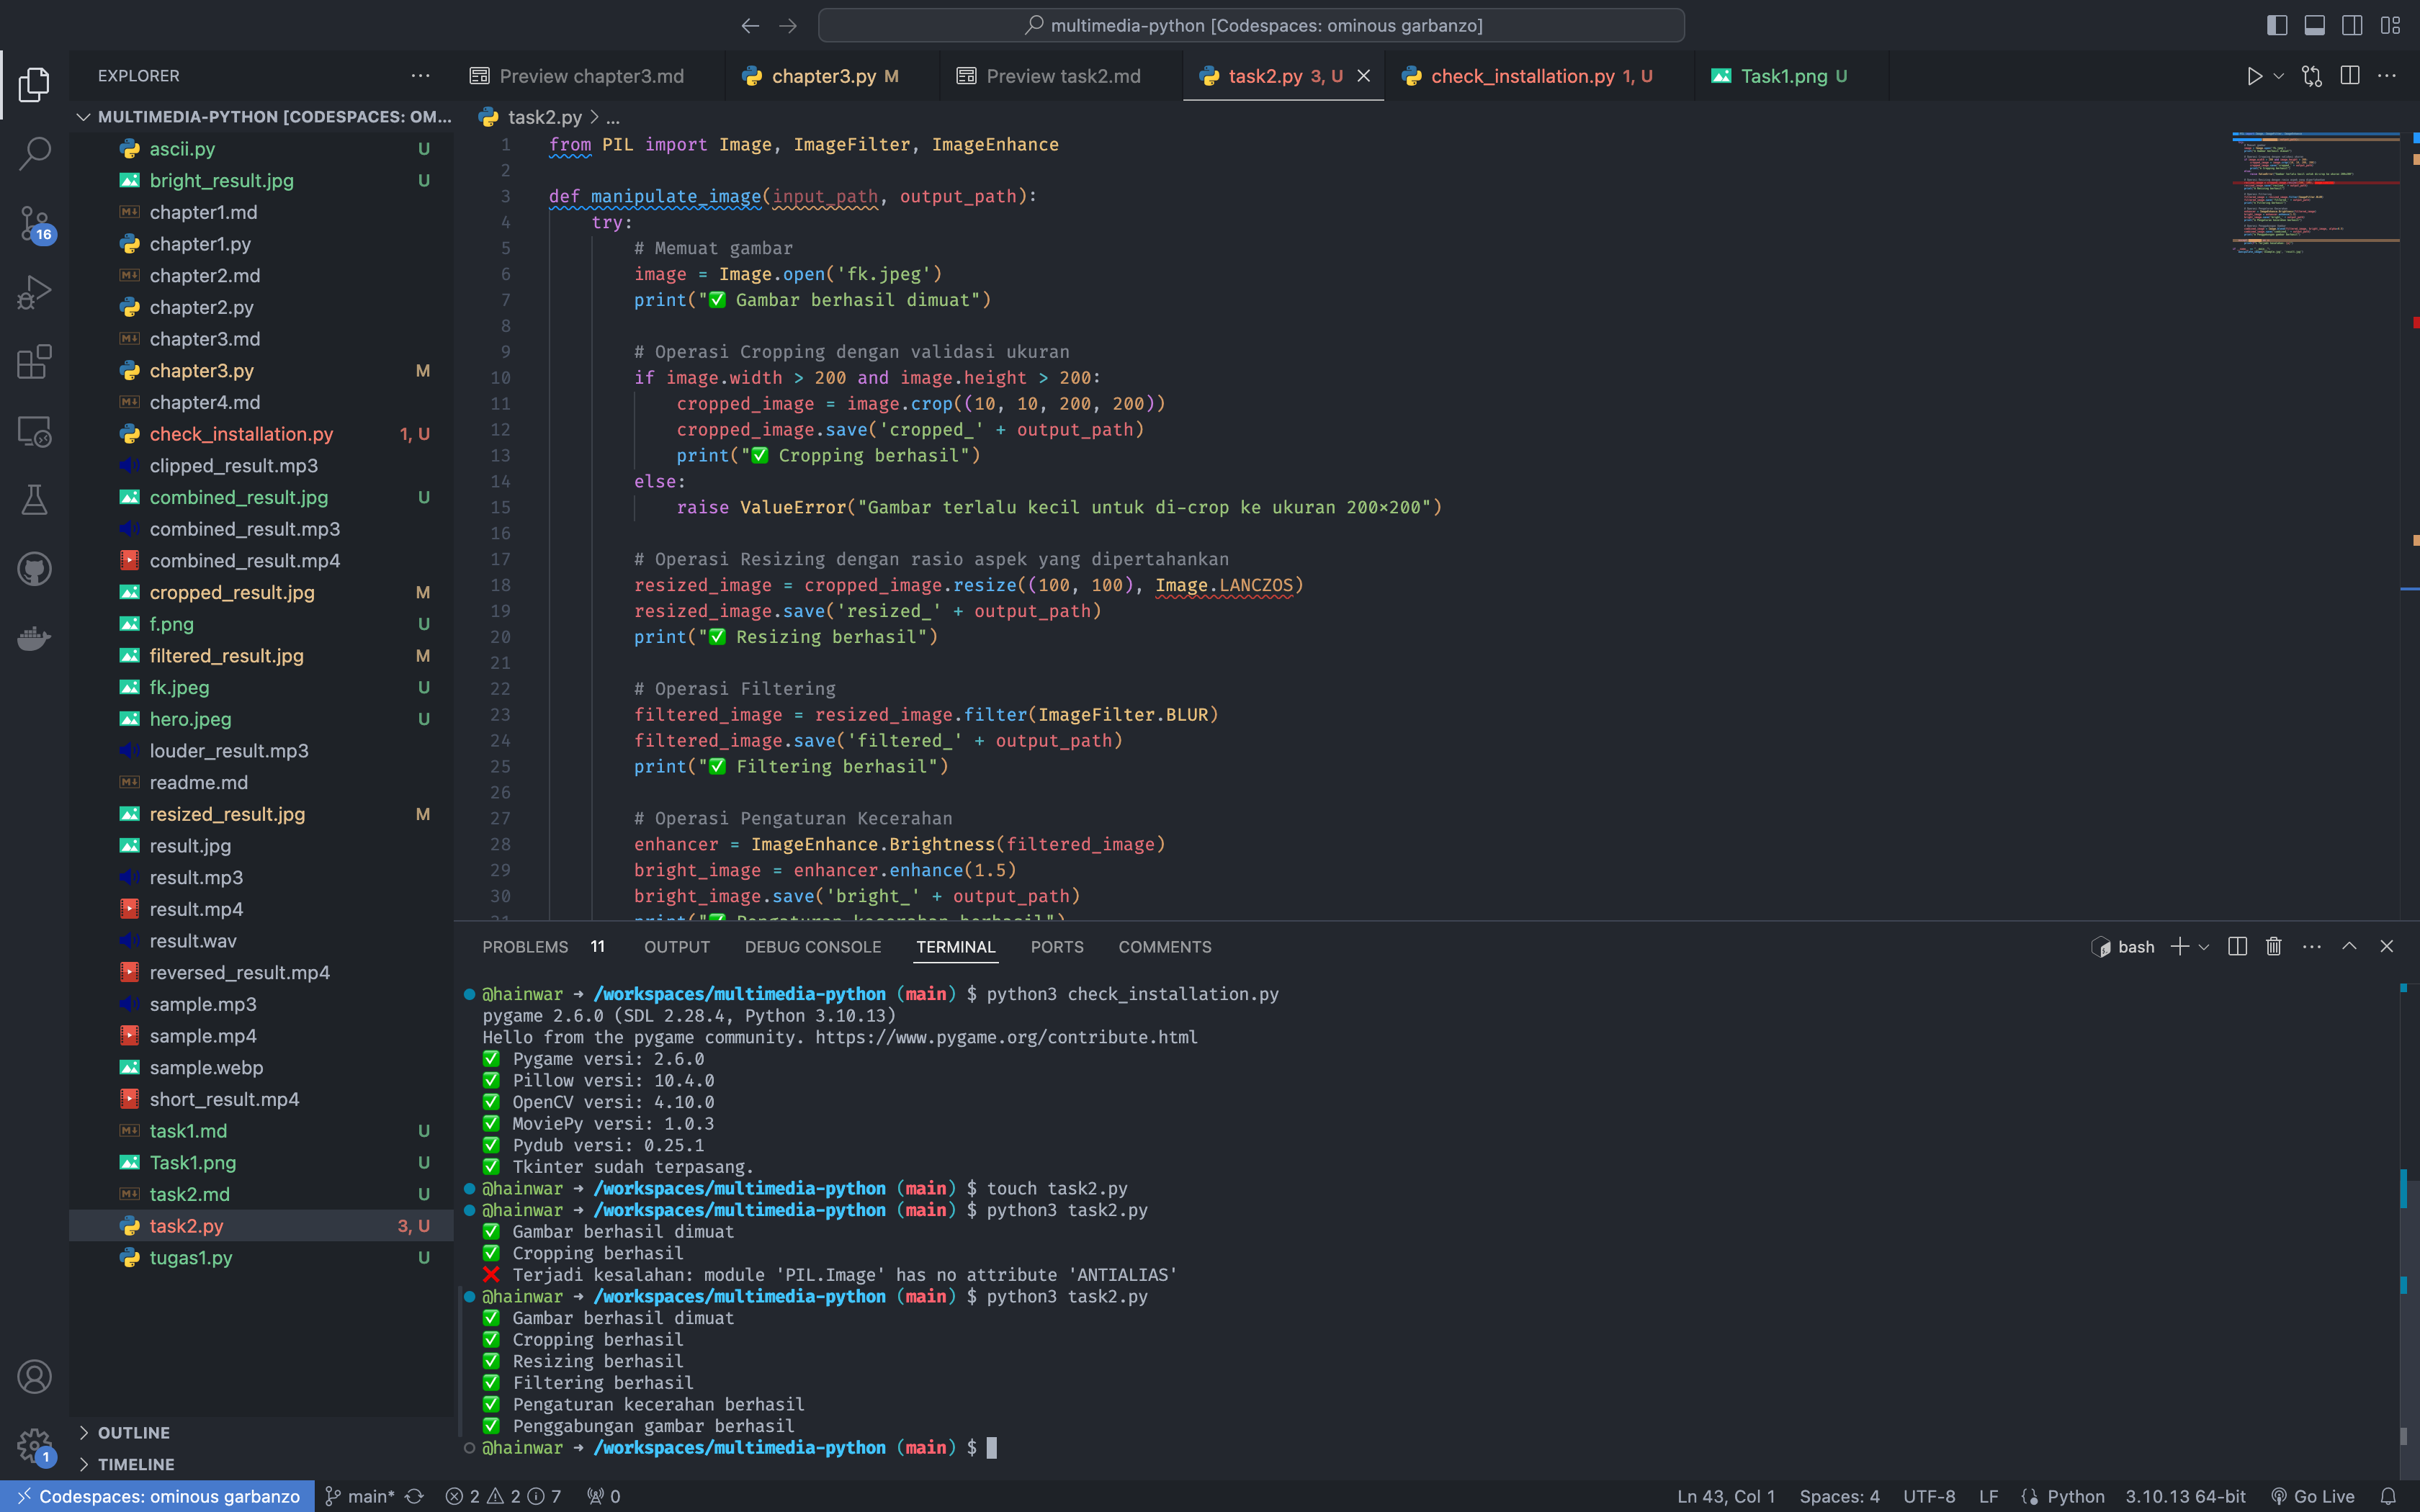 multimedia-python [Codespaces: ominous garbanzo]
EXPLORER
Preview chapter3.md
chapter3.py M
Preview task2.md
task2.py 3, U
check_installation.py 1, U
Task1.png U
MULTIMEDIA-PYTHON [CODESPACES: OM...
ascii.py U
bright_result.jpg U
chapter1.md
chapter1.py
chapter2.md
chapter2.py
chapter3.md
chapter3.py M
chapter4.md
check_installation.py 1, U
clipped_result.mp3
combined_result.jpg U
combined_result.mp3
combined_result.mp4
cropped_result.jpg M
f.png U
filtered_result.jpg M
fk.jpeg U
hero.jpeg U
louder_result.mp3
readme.md
resized_result.jpg M
result.jpg
result.mp3
result.mp4
result.wav
reversed_result.mp4
sample.mp3
sample.mp4
sample.webp
short_result.mp4
task1.md U
Task1.png U
task2.md U
task2.py 3, U
tugas1.py U
OUTLINE
TIMELINE
16
1
task2.py > ...
1 from PIL import Image, ImageFilter, ImageEnhance
2
3 def manipulate_image(input_path, output_path):
4 try:
5 # Memuat gambar
6 image = Image.open('fk.jpeg')
7 print("✅ Gambar berhasil dimuat")
8
9 # Operasi Cropping dengan validasi ukuran
10 if image.width > 200 and image.height > 200:
11 cropped_image = image.crop((10, 10, 200, 200))
12 cropped_image.save('cropped_' + output_path)
13 print("✅ Cropping berhasil")
14 else:
15 raise ValueError("Gambar terlalu kecil untuk di-crop ke ukuran 200×200")
16
17 # Operasi Resizing dengan rasio aspek yang dipertahankan
18 resized_image = cropped_image.resize((100, 100), Image.LANCZOS)
19 resized_image.save('resized_' + output_path)
20 print("✅ Resizing berhasil")
21
22 # Operasi Filtering
23 filtered_image = resized_image.filter(ImageFilter.BLUR)
24 filtered_image.save('filtered_' + output_path)
25 print("✅ Filtering berhasil")
26
27 # Operasi Pengaturan Kecerahan
28 enhancer = ImageEnhance.Brightness(filtered_image)
29 bright_image = enhancer.enhance(1.5)
30 bright_image.save('bright_' + output_path)
31 print("✅ Pengaturan kecerahan berhasil")
PROBLEMS 11 OUTPUT DEBUG CONSOLE TERMINAL PORTS COMMENTS
bash
@hainwar → /workspaces/multimedia-python (main) $ python3 check_installation.py
pygame 2.6.0 (SDL 2.28.4, Python 3.10.13)
Hello from the pygame community. https://www.pygame.org/contribute.html
✅ Pygame versi: 2.6.0
✅ Pillow versi: 10.4.0
✅ OpenCV versi: 4.10.0
✅ MoviePy versi: 1.0.3
✅ Pydub versi: 0.25.1
✅ Tkinter sudah terpasang.
@hainwar → /workspaces/multimedia-python (main) $ touch task2.py
@hainwar → /workspaces/multimedia-python (main) $ python3 task2.py
✅ Gambar berhasil dimuat
✅ Cropping berhasil
❌ Terjadi kesalahan: module 'PIL.Image' has no attribute 'ANTIALIAS'
@hainwar → /workspaces/multimedia-python (main) $ python3 task2.py
✅ Gambar berhasil dimuat
✅ Cropping berhasil
✅ Resizing berhasil
✅ Filtering berhasil
✅ Pengaturan kecerahan berhasil
✅ Penggabungan gambar berhasil
@hainwar → /workspaces/multimedia-python (main) $
Codespaces: ominous garbanzo main* 2 2 7 0
Ln 43, Col 1 Spaces: 4 UTF-8 LF Python 3.10.13 64-bit Go Live